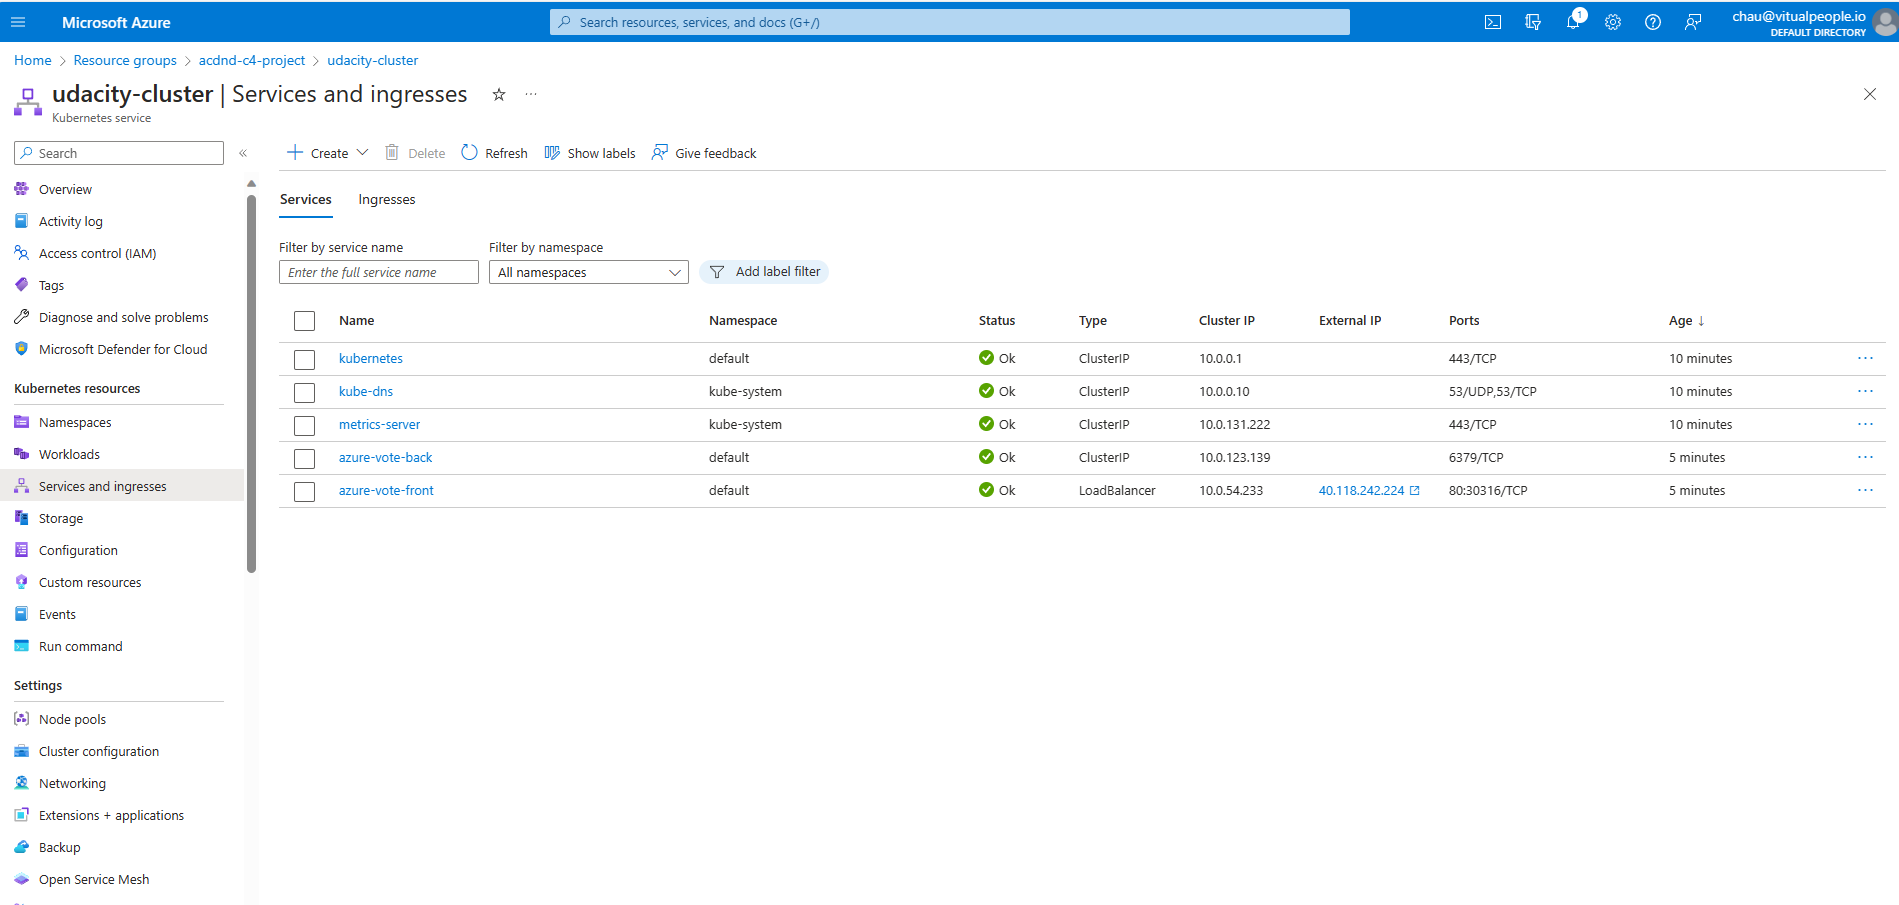 Microsoft Azure
Search resources, services, and docs (G+/)
1
chau@vitualpeople.io
DEFAULT DIRECTORY
Home > Resource groups > acdnd-c4-project > udacity-cluster
udacity-cluster | Services and ingresses
Kubernetes service
Search
Overview
Activity log
Access control (IAM)
Tags
Diagnose and solve problems
Microsoft Defender for Cloud
Kubernetes resources
Namespaces
Workloads
Services and ingresses
Storage
Configuration
Custom resources
Events
Run command
Settings
Node pools
Cluster configuration
Networking
Extensions + applications
Backup
Open Service Mesh
Create Delete Refresh Show labels Give feedback
Services Ingresses
Filter by service name Filter by namespace
Enter the full service name All namespaces Add label filter
Name Namespace Status Type Cluster IP External IP Ports Age ↓
kubernetes default Ok ClusterIP 10.0.0.1 443/TCP 10 minutes
kube-dns kube-system Ok ClusterIP 10.0.0.10 53/UDP,53/TCP 10 minutes
metrics-server kube-system Ok ClusterIP 10.0.131.222 443/TCP 10 minutes
azure-vote-back default Ok ClusterIP 10.0.123.139 6379/TCP 5 minutes
azure-vote-front default Ok LoadBalancer 10.0.54.233 40.118.242.224 80:30316/TCP 5 minutes